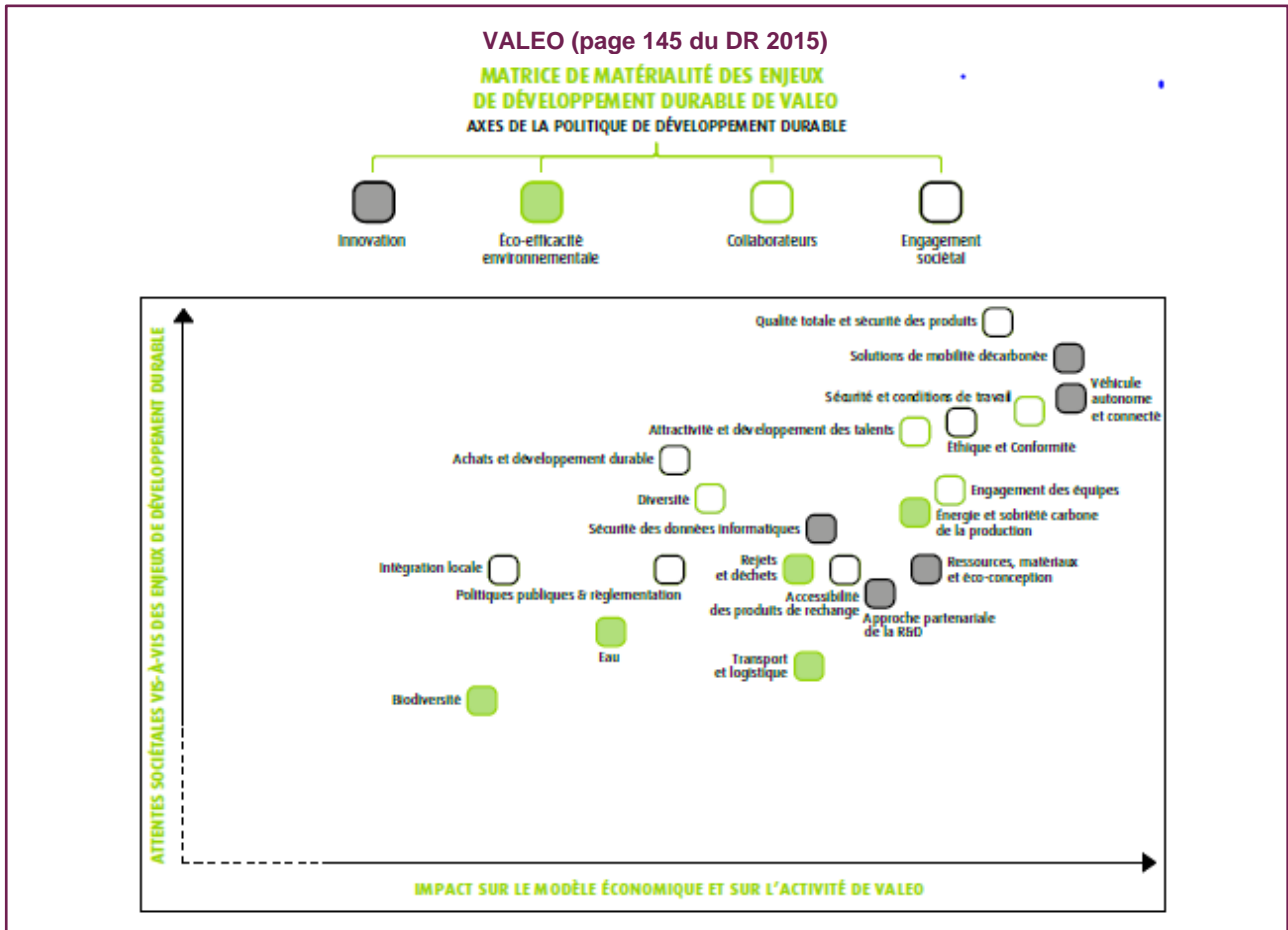 VALEO (page 145 du DR 2015)
MATRICE DE MATÉRIALITÉ DES ENJEUX
DE DÉVELOPPEMENT DURABLE DE VALEO
AXES DE LA POLITIQUE DE DÉVELOPPEMENT DURABLE
Innovation
Éco-efficacité
environnementale
Collaborateurs
Engagement
sociétal
ATTENTES SOCIÉTALES VIS-À-VIS DES ENJEUX DE DÉVELOPPEMENT DURABLE
Qualité totale et sécurité des produits
Solutions de mobilité décarbonée
Véhicule
autonome
et connecté
Sécurité et conditions de travail
Attractivité et développement des talents
Éthique et Conformité
Achats et développement durable
Diversité
Engagement des équipes
Énergie et sobriété carbone
de la production
Sécurité des données informatiques
Intégration locale
Politiques publiques & règlementation
Rejets
et déchets
Accessibilité
des produits de rechange
Ressources, matériaux
et éco-conception
Approche partenariale
de la R&D
Eau
Transport
et logistique
Biodiversité
IMPACT SUR LE MODÈLE ÉCONOMIQUE ET SUR L'ACTIVITÉ DE VALEO